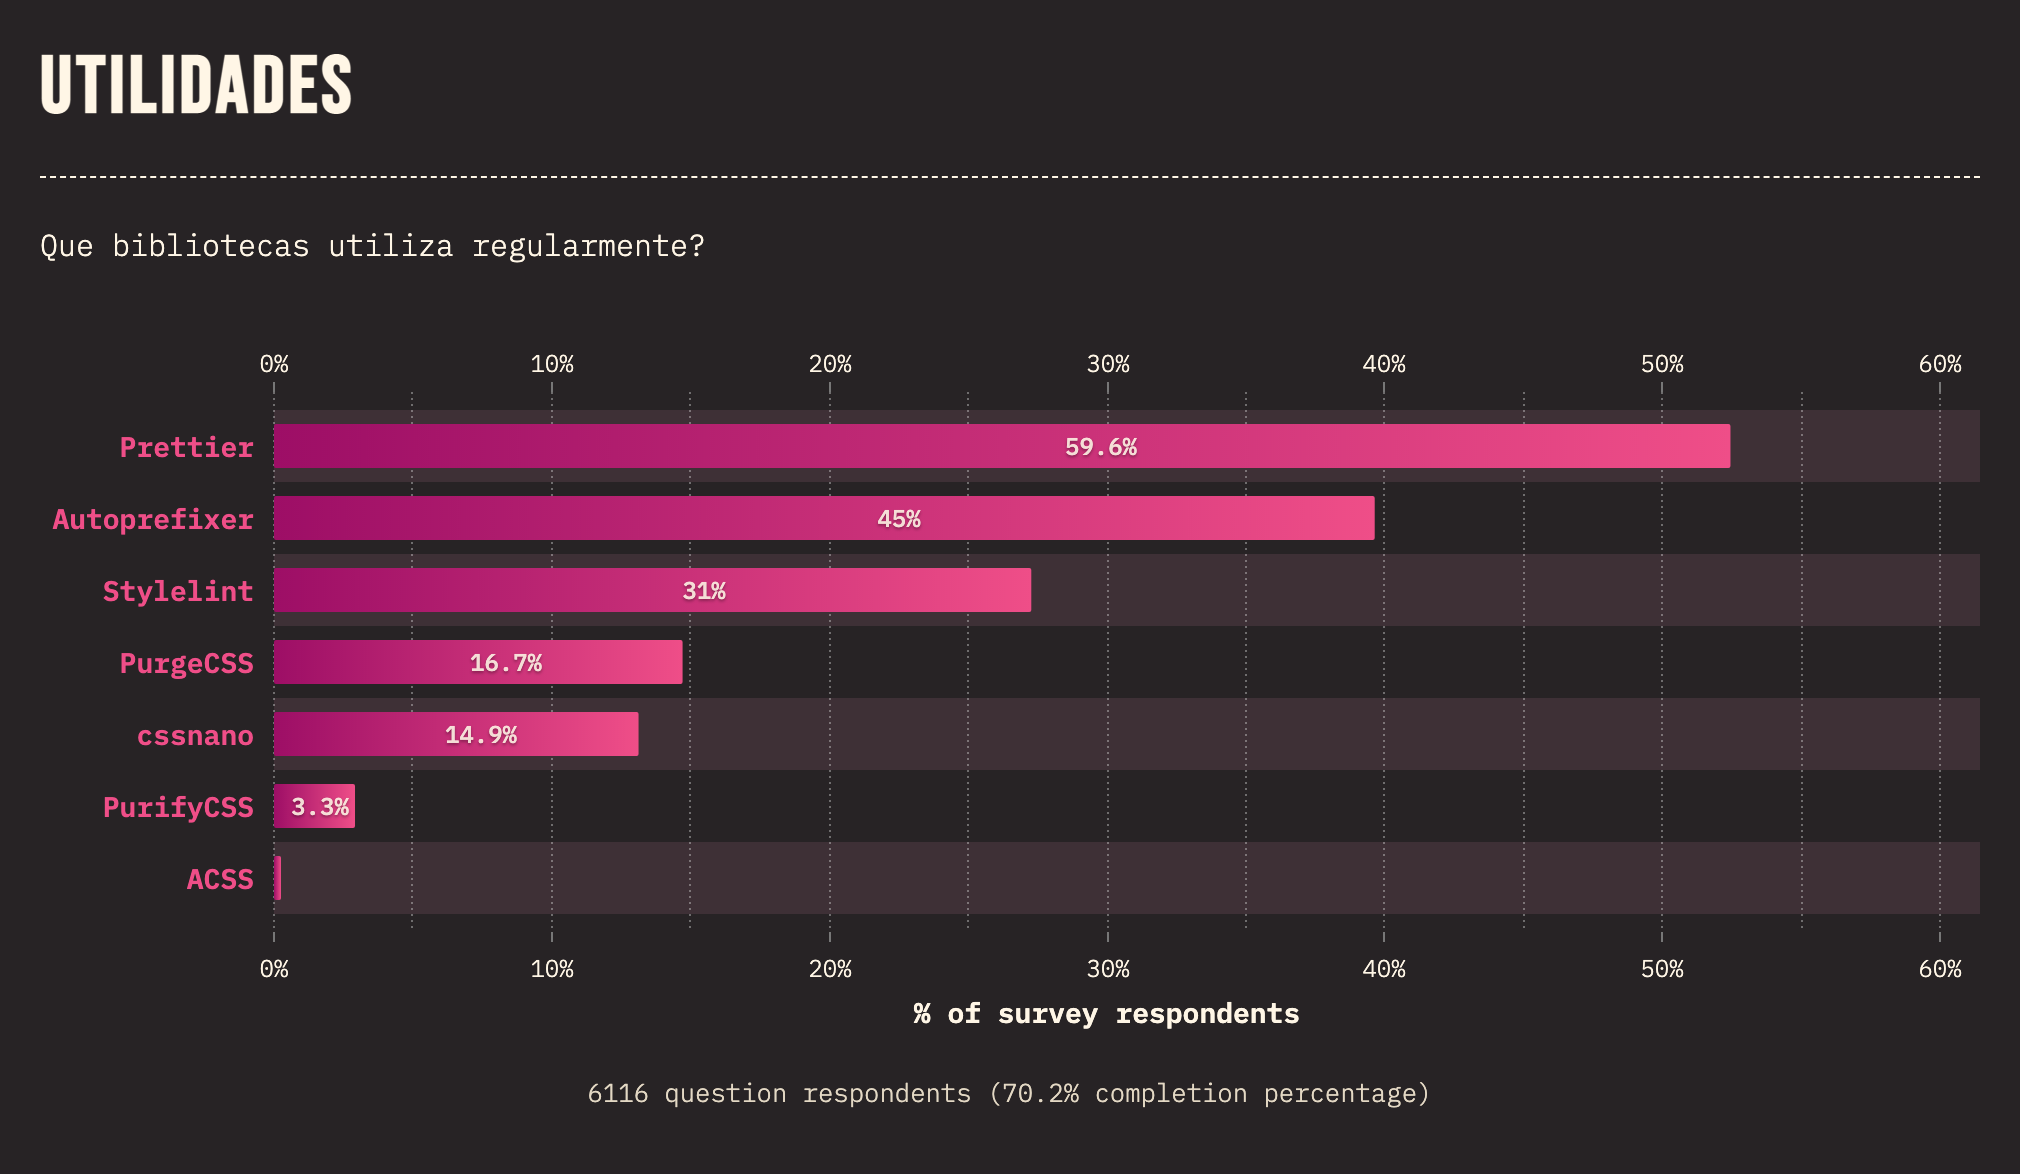 UTILIDADES
Que bibliotecas utiliza regularmente?
0% 10% 20% 30% 40% 50% 60%
Prettier 59.6%
Autoprefixer 45%
Stylelint 31%
PurgeCSS 16.7%
cssnano 14.9%
PurifyCSS 3.3%
ACSS
0% 10% 20% 30% 40% 50% 60%
% of survey respondents
6116 question respondents (70.2% completion percentage)